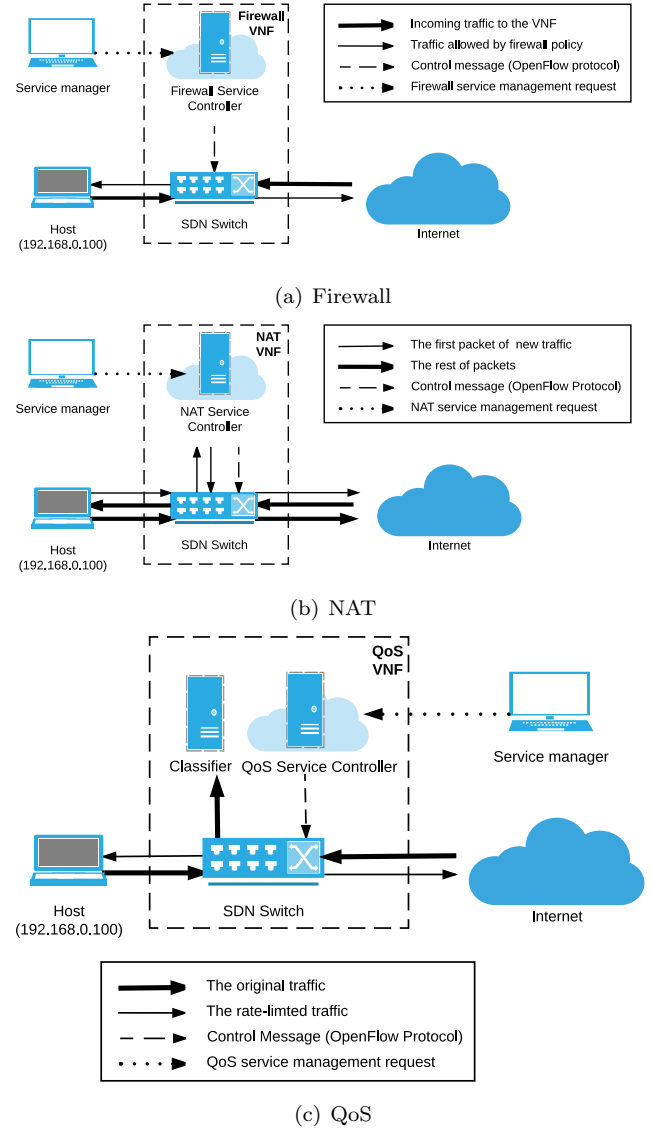 Firewall
VNF
Service manager
Firewall Service
Controller
Incoming traffic to the VNF
Traffic allowed by firewall policy
Control message (OpenFlow protocol)
Firewall service management request
Host
(192.168.0.100)
SDN Switch
Internet
(a) Firewall
NAT
VNF
Service manager
NAT Service
Controller
The first packet of new traffic
The rest of packets
Control message (OpenFlow Protocol)
NAT service management request
Host
(192.168.0.100)
SDN Switch
Internet
(b) NAT
QoS
VNF
Classifier
QoS Service Controller
Service manager
Host
(192.168.0.100)
SDN Switch
Internet
The original traffic
The rate-limted traffic
Control Message (OpenFlow Protocol)
QoS service management request
(c) QoS